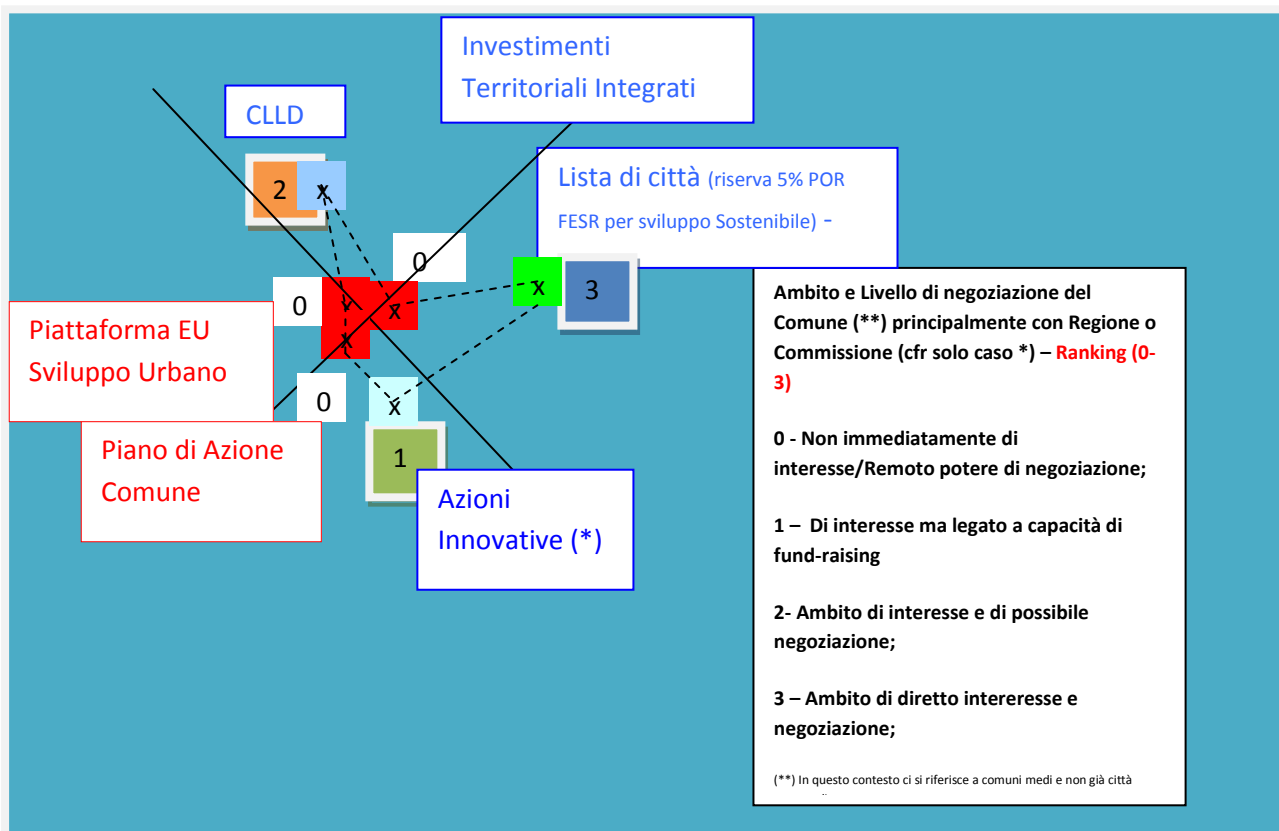 Investimenti
Territoriali Integrati
CLLD
Lista di città (riserva 5% POR
FESR per sviluppo Sostenibile) -
2 x
0
x 3
0 x x
Piattaforma EU
Sviluppo Urbano
x
0
x
Piano di Azione
Comune
1
Azioni
Innovative (*)
Ambito e Livello di negoziazione del
Comune (**) principalmente con Regione o
Commissione (cfr solo caso *) – Ranking (0-
3)
0 - Non immediatamente di
interesse/Remoto potere di negoziazione;
1 – Di interesse ma legato a capacità di
fund-raising
2- Ambito di interesse e di possibile
negoziazione;
3 – Ambito di diretto intereresse e
negoziazione;
(**) In questo contesto ci si riferisce a comuni medi e non già città